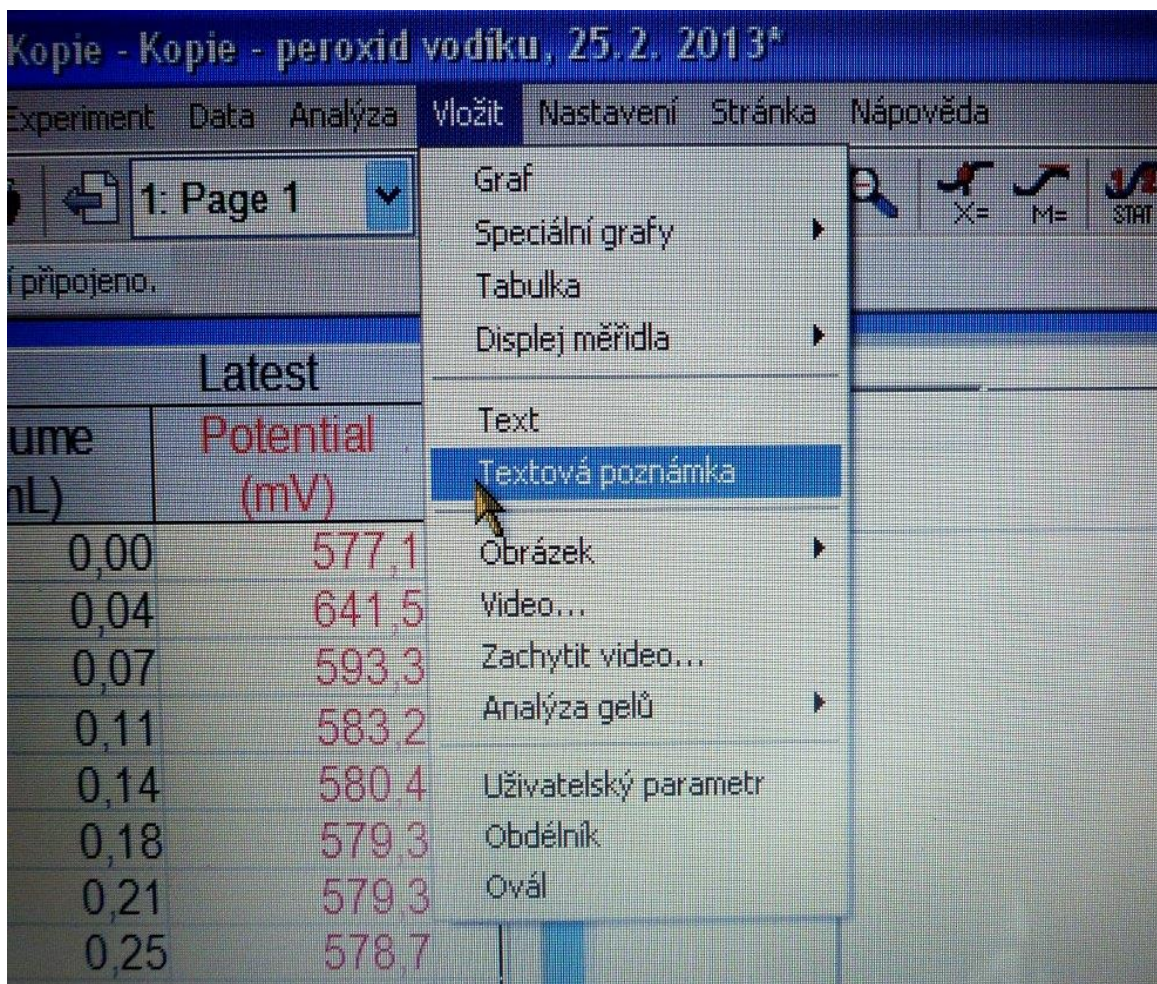 Kopie - Kopie - peroxid vodíku, 25.2. 2013*
Experiment Data Analýza Vložit Nastavení Stránka Nápověda
1: Page 1
X= M= STAT
í připojeno.
Graf
Speciální grafy
Tabulka
Displej měřidla
Text
Textová poznámka
Obrázek
Video...
Zachytit video...
Analýza gelů
Uživatelský parametr
Obdélník
Ovál
Latest
ume Potential
mL) (mV)
0,00 577,1
0,04 641,5
0,07 593,3
0,11 583,2
0,14 580,4
0,18 579,3
0,21 579,3
0,25 578,7